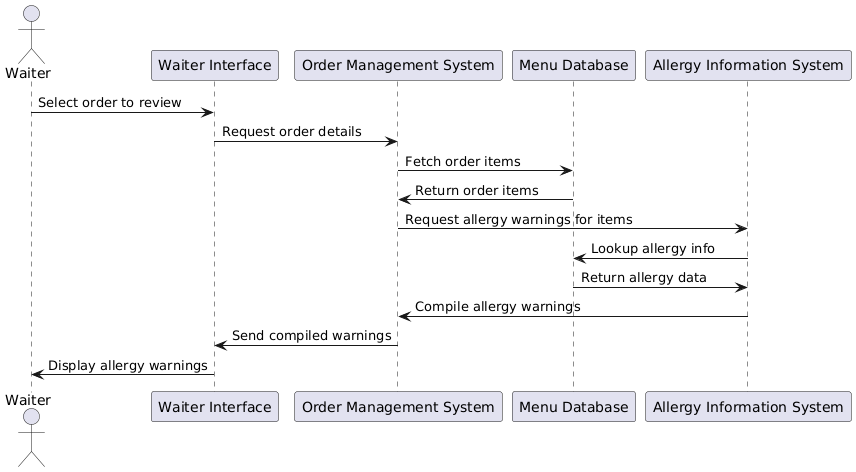 Waiter
Waiter Interface
Order Management System
Menu Database
Allergy Information System
Select order to review
Request order details
Fetch order items
Return order items
Request allergy warnings for items
Lookup allergy info
Return allergy data
Compile allergy warnings
Send compiled warnings
Display allergy warnings
Waiter
Waiter Interface
Order Management System
Menu Database
Allergy Information System